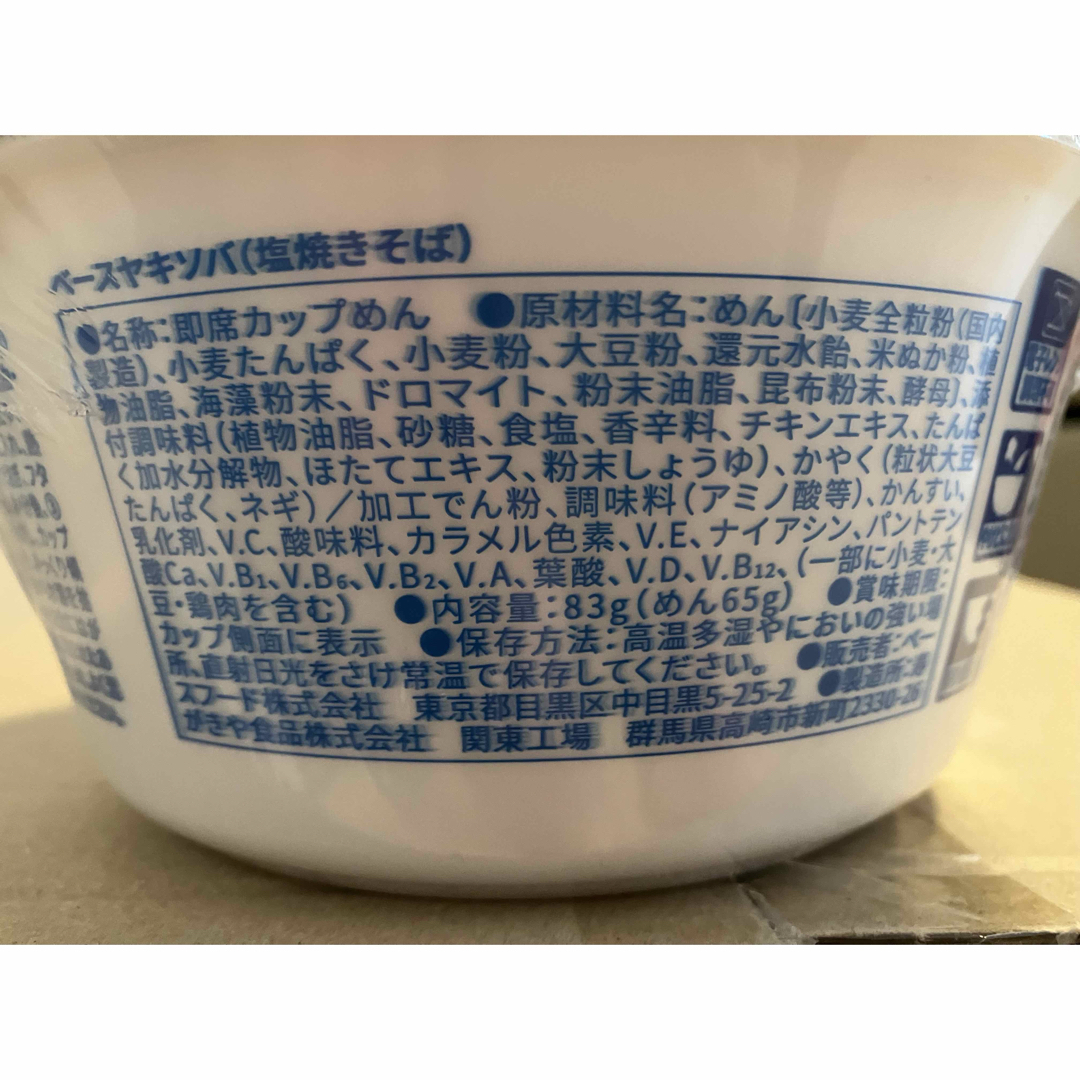 ベースヤキソバ(塩焼きそば)
●名称:即席カップめん ●原材料名:めん〔小麦全粒粉(国内
製造)、小麦たんぱく、小麦粉、大豆粉、還元水飴、米ぬか粉、植
物油脂、海藻粉末、ドロマイト、粉末油脂、昆布粉末、酵母〕、添
付調味料(植物油脂、砂糖、食塩、香辛料、チキンエキス、たんぱ
く加水分解物、ほたてエキス、粉末しょうゆ)、かやく(粒状大豆
たんぱく、ネギ)/加工でん粉、調味料(アミノ酸等)、かんすい、
乳化剤、V.C、酸味料、カラメル色素、V.E、ナイアシン、パントテン
酸Ca、V.B1、V.B6、V.B2、V.A、葉酸、V.D、V.B12、(一部に小麦・大
豆・鶏肉を含む) ●内容量:83g(めん65g) ●賞味期限:
カップ側面に表示 ●保存方法:高温多湿やにおいの強い場
所、直射日光をさけ常温で保存してください。 ●販売者:ベー
スフード株式会社 東京都目黒区中目黒5-25-2 ●製造所:寿
がきや食品株式会社 関東工場 群馬県高崎市新町2330-26